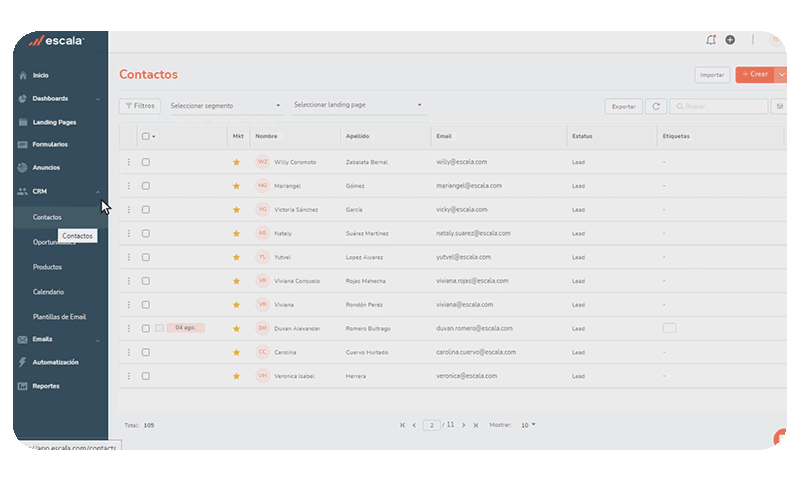 escala
Inicio
Dashboards
Landing Pages
Formularios
Anuncios
CRM
Contactos
Contactos
Productos
Calendario
Plantillas de Email
Emails
Automatización
Reportes
app.escala.com/contacts
Contactos
Importar
+ Crear
Filtros
Seleccionar segmento
Seleccionar landing page
Exportar
Buscar...
Mkt Nombre Apellido Email Estatus Etiquetas
WZ Willy Coromoto Zabaleta Bernal willy@escala.com Lead -
MG Mariangel Gómez mariangel@escala.com Lead -
VG Victoria Sánchez García vicky@escala.com Lead -
NS Nataly Suárez Martínez nataly.suarez@escala.com Lead -
YL Yutvel Lopez Alvarez yutvel@escala.com Lead -
VR Viviana Consuelo Rojas Mahecha viviana.rojas@escala.com Lead -
VR Viviana Rondón Peréz viviana@escala.com Lead -
04 ago. DR Duvan Alexander Romero Buitrago duvan.romero@escala.com Lead
CC Carolina Cuervo Hurtado carolina.cuervo@escala.com Lead -
VH Veronica Isabel Herrera veronica@escala.com Lead -
Total: 105
2 / 11
Mostrar: 10